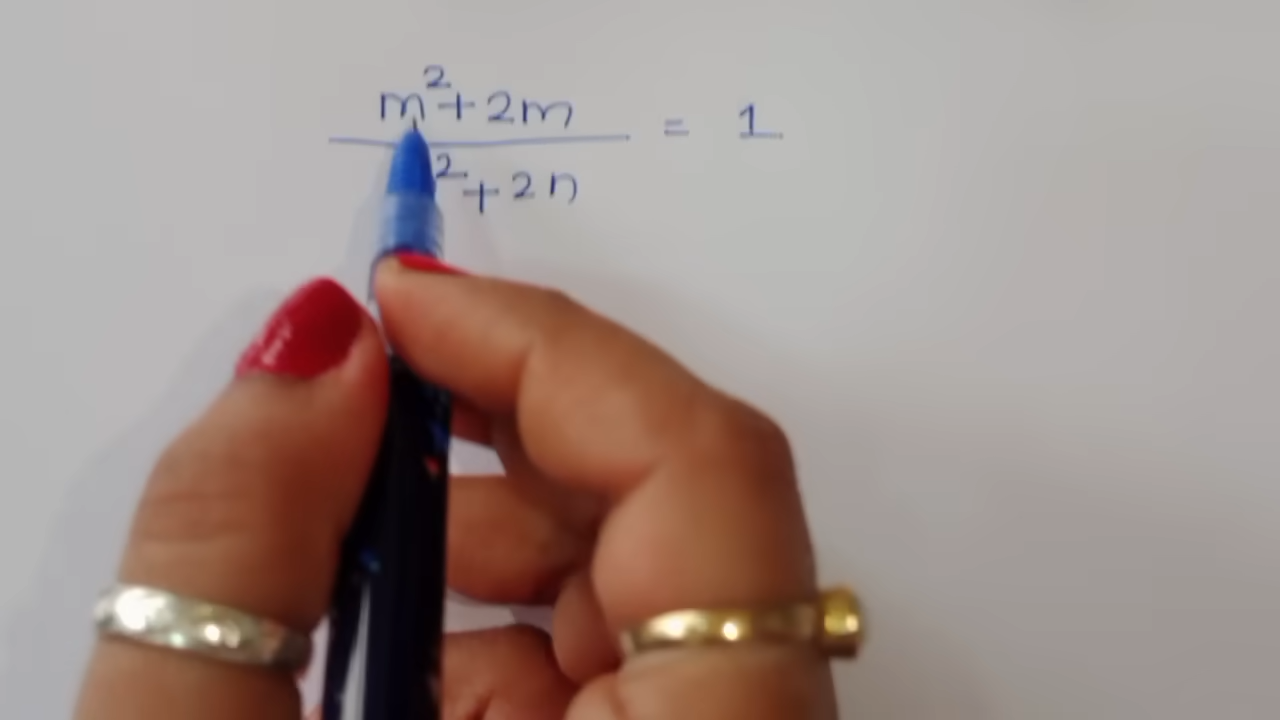 m²+2m = 1
²+2n